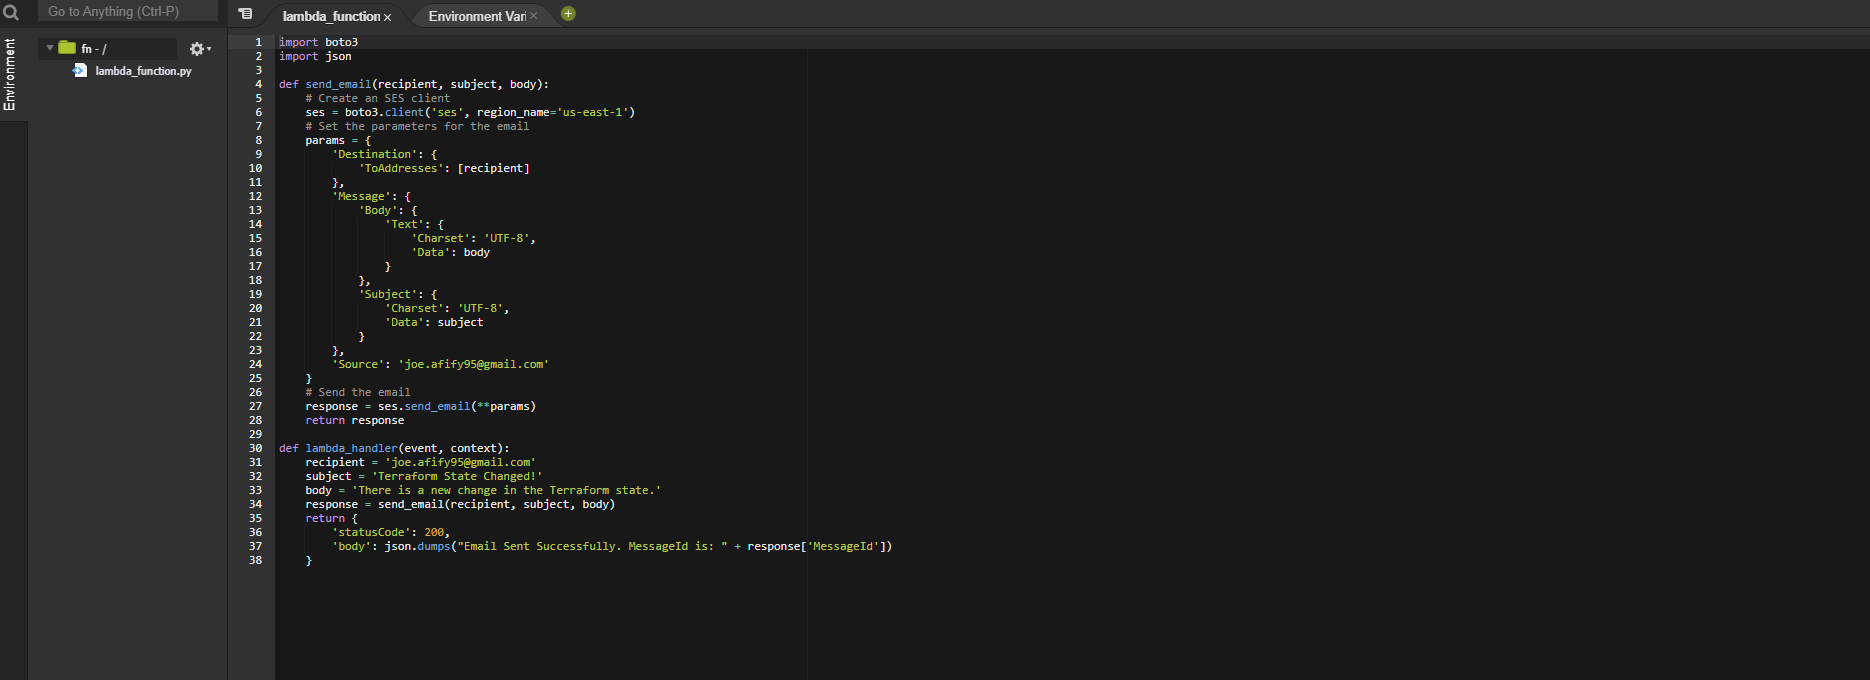 Go to Anything (Ctrl-P)
lambda_function
Environment Vari
Environment
fn - /
lambda_function.py
1 import boto3
2 import json
3
4 def send_email(recipient, subject, body):
5     # Create an SES client
6     ses = boto3.client('ses', region_name='us-east-1')
7     # Set the parameters for the email
8     params = {
9         'Destination': {
10             'ToAddresses': [recipient]
11         },
12         'Message': {
13             'Body': {
14                 'Text': {
15                     'Charset': 'UTF-8',
16                     'Data': body
17                 }
18             },
19             'Subject': {
20                 'Charset': 'UTF-8',
21                 'Data': subject
22             }
23         },
24         'Source': 'joe.afify95@gmail.com'
25     }
26     # Send the email
27     response = ses.send_email(**params)
28     return response
29
30 def lambda_handler(event, context):
31     recipient = 'joe.afify95@gmail.com'
32     subject = 'Terraform State Changed!'
33     body = 'There is a new change in the Terraform state.'
34     response = send_email(recipient, subject, body)
35     return {
36         'statusCode': 200,
37         'body': json.dumps("Email Sent Successfully. MessageId is: " + response['MessageId'])
38     }